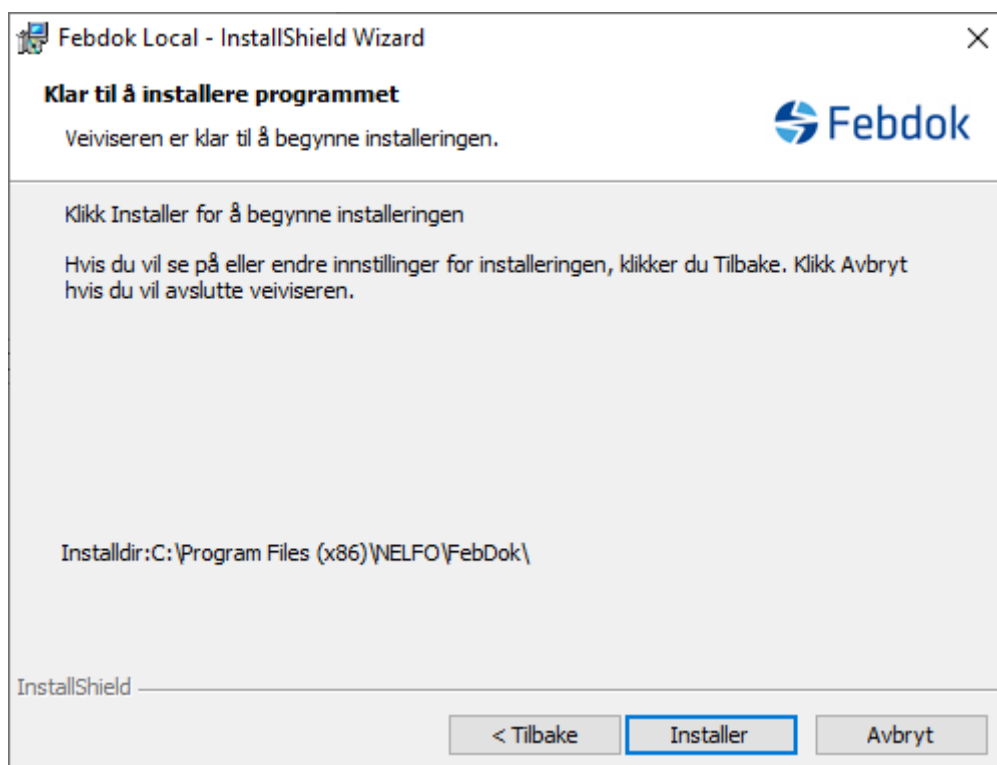 Febdok Local - InstallShield Wizard
Klar til å installere programmet
Veiviseren er klar til å begynne installeringen.
Febdok
Klikk Installer for å begynne installeringen
Hvis du vil se på eller endre innstillinger for installeringen, klikker du Tilbake. Klikk Avbryt
hvis du vil avslutte veiviseren.
Installdir:C:\Program Files (x86)\NELFO\FebDok\
InstallShield
< Tilbake
Installer
Avbryt